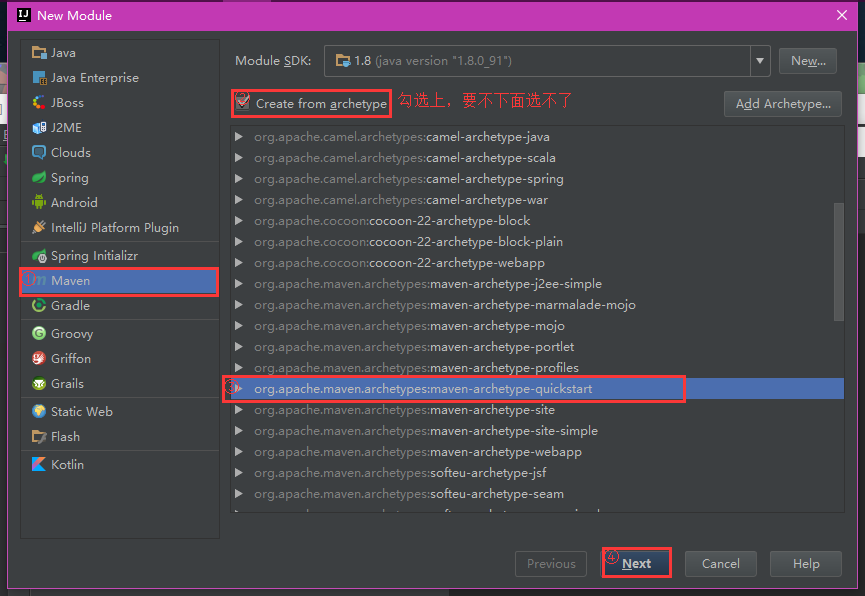 New Module
Java
Java Enterprise
JBoss
J2ME
Clouds
Spring
Android
IntelliJ Platform Plugin
Spring Initializr
① Maven
Gradle
Groovy
Griffon
Grails
Static Web
Flash
Kotlin
Module SDK: 1.8 (java version "1.8.0_91") New...
② Create from archetype 勾选上，要不下面选不了 Add Archetype...
org.apache.camel.archetypes:camel-archetype-java
org.apache.camel.archetypes:camel-archetype-scala
org.apache.camel.archetypes:camel-archetype-spring
org.apache.camel.archetypes:camel-archetype-war
org.apache.cocoon:cocoon-22-archetype-block
org.apache.cocoon:cocoon-22-archetype-block-plain
org.apache.cocoon:cocoon-22-archetype-webapp
org.apache.maven.archetypes:maven-archetype-j2ee-simple
org.apache.maven.archetypes:maven-archetype-marmalade-mojo
org.apache.maven.archetypes:maven-archetype-mojo
org.apache.maven.archetypes:maven-archetype-portlet
org.apache.maven.archetypes:maven-archetype-profiles
③ org.apache.maven.archetypes:maven-archetype-quickstart
org.apache.maven.archetypes:maven-archetype-site
org.apache.maven.archetypes:maven-archetype-site-simple
org.apache.maven.archetypes:maven-archetype-webapp
org.apache.maven.archetypes:softeu-archetype-jsf
org.apache.maven.archetypes:softeu-archetype-seam
Previous ④ Next Cancel Help